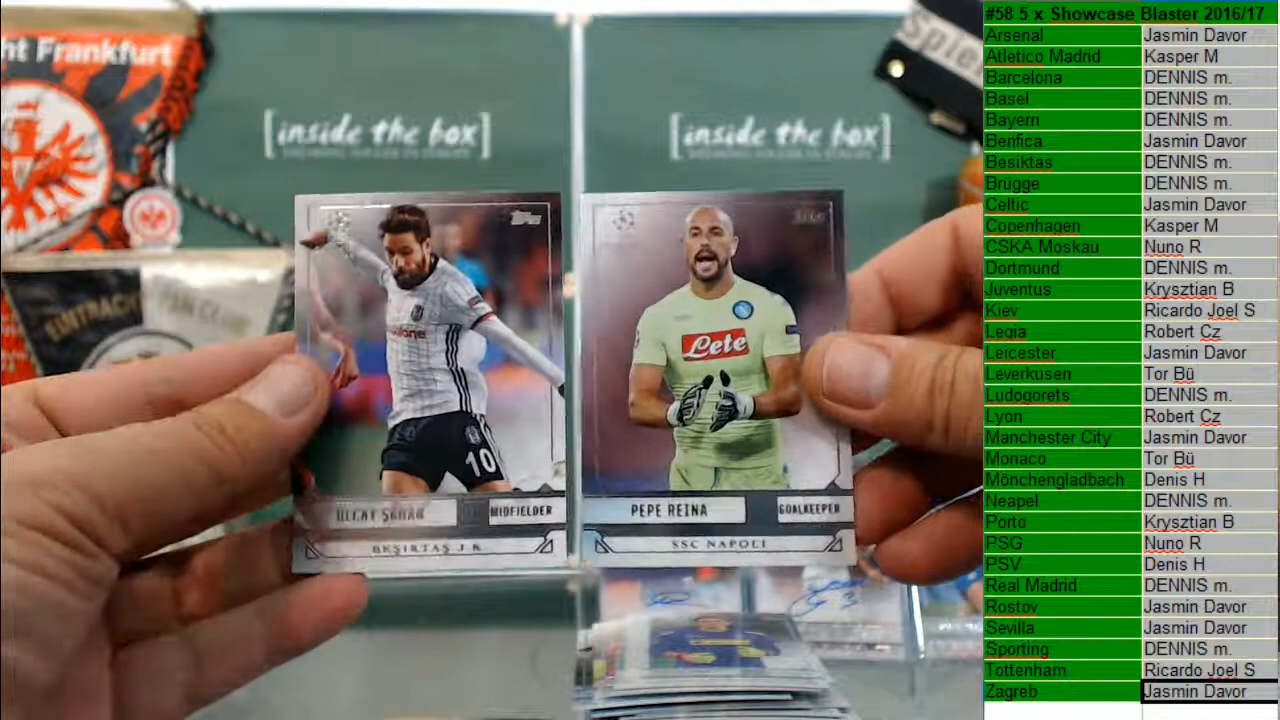 ht Frankfurt
Spie
[inside the box]
[inside the box]
EINTRACHT
FAN CLUB
topps
Lete
10
MIDFIELDER
BEŞIKTAŞ J.K
PEPE REINA
GOALKEEPER
SSC NAPOLI
#58 5 x Showcase Blaster 2016/17
Arsenal Jasmin Davor
Atletico Madrid Kasper M
Barcelona DENNIS m.
Basel DENNIS m.
Bayern DENNIS m.
Benfica Jasmin Davor
Besiktas DENNIS m.
Brügge DENNIS m.
Celtic Jasmin Davor
Copenhagen Kasper M
CSKA Moskau Nuno R
Dortmund DENNIS m.
Juventus Krysztian B
Kiev Ricardo Joel S
Legia Robert Cz
Leicester Jasmin Davor
Leverkusen Tor Bü
Ludogorets DENNIS m.
Lyon Robert Cz
Manchester City Jasmin Davor
Monaco Tor Bü
Mönchengladbach Denis H
Neapel DENNIS m.
Porto Krysztian B
PSG Nuno R
PSV Denis H
Real Madrid DENNIS m.
Rostov Jasmin Davor
Sevilla Jasmin Davor
Sporting DENNIS m.
Tottenham Ricardo Joel S
Zagreb Jasmin Davor